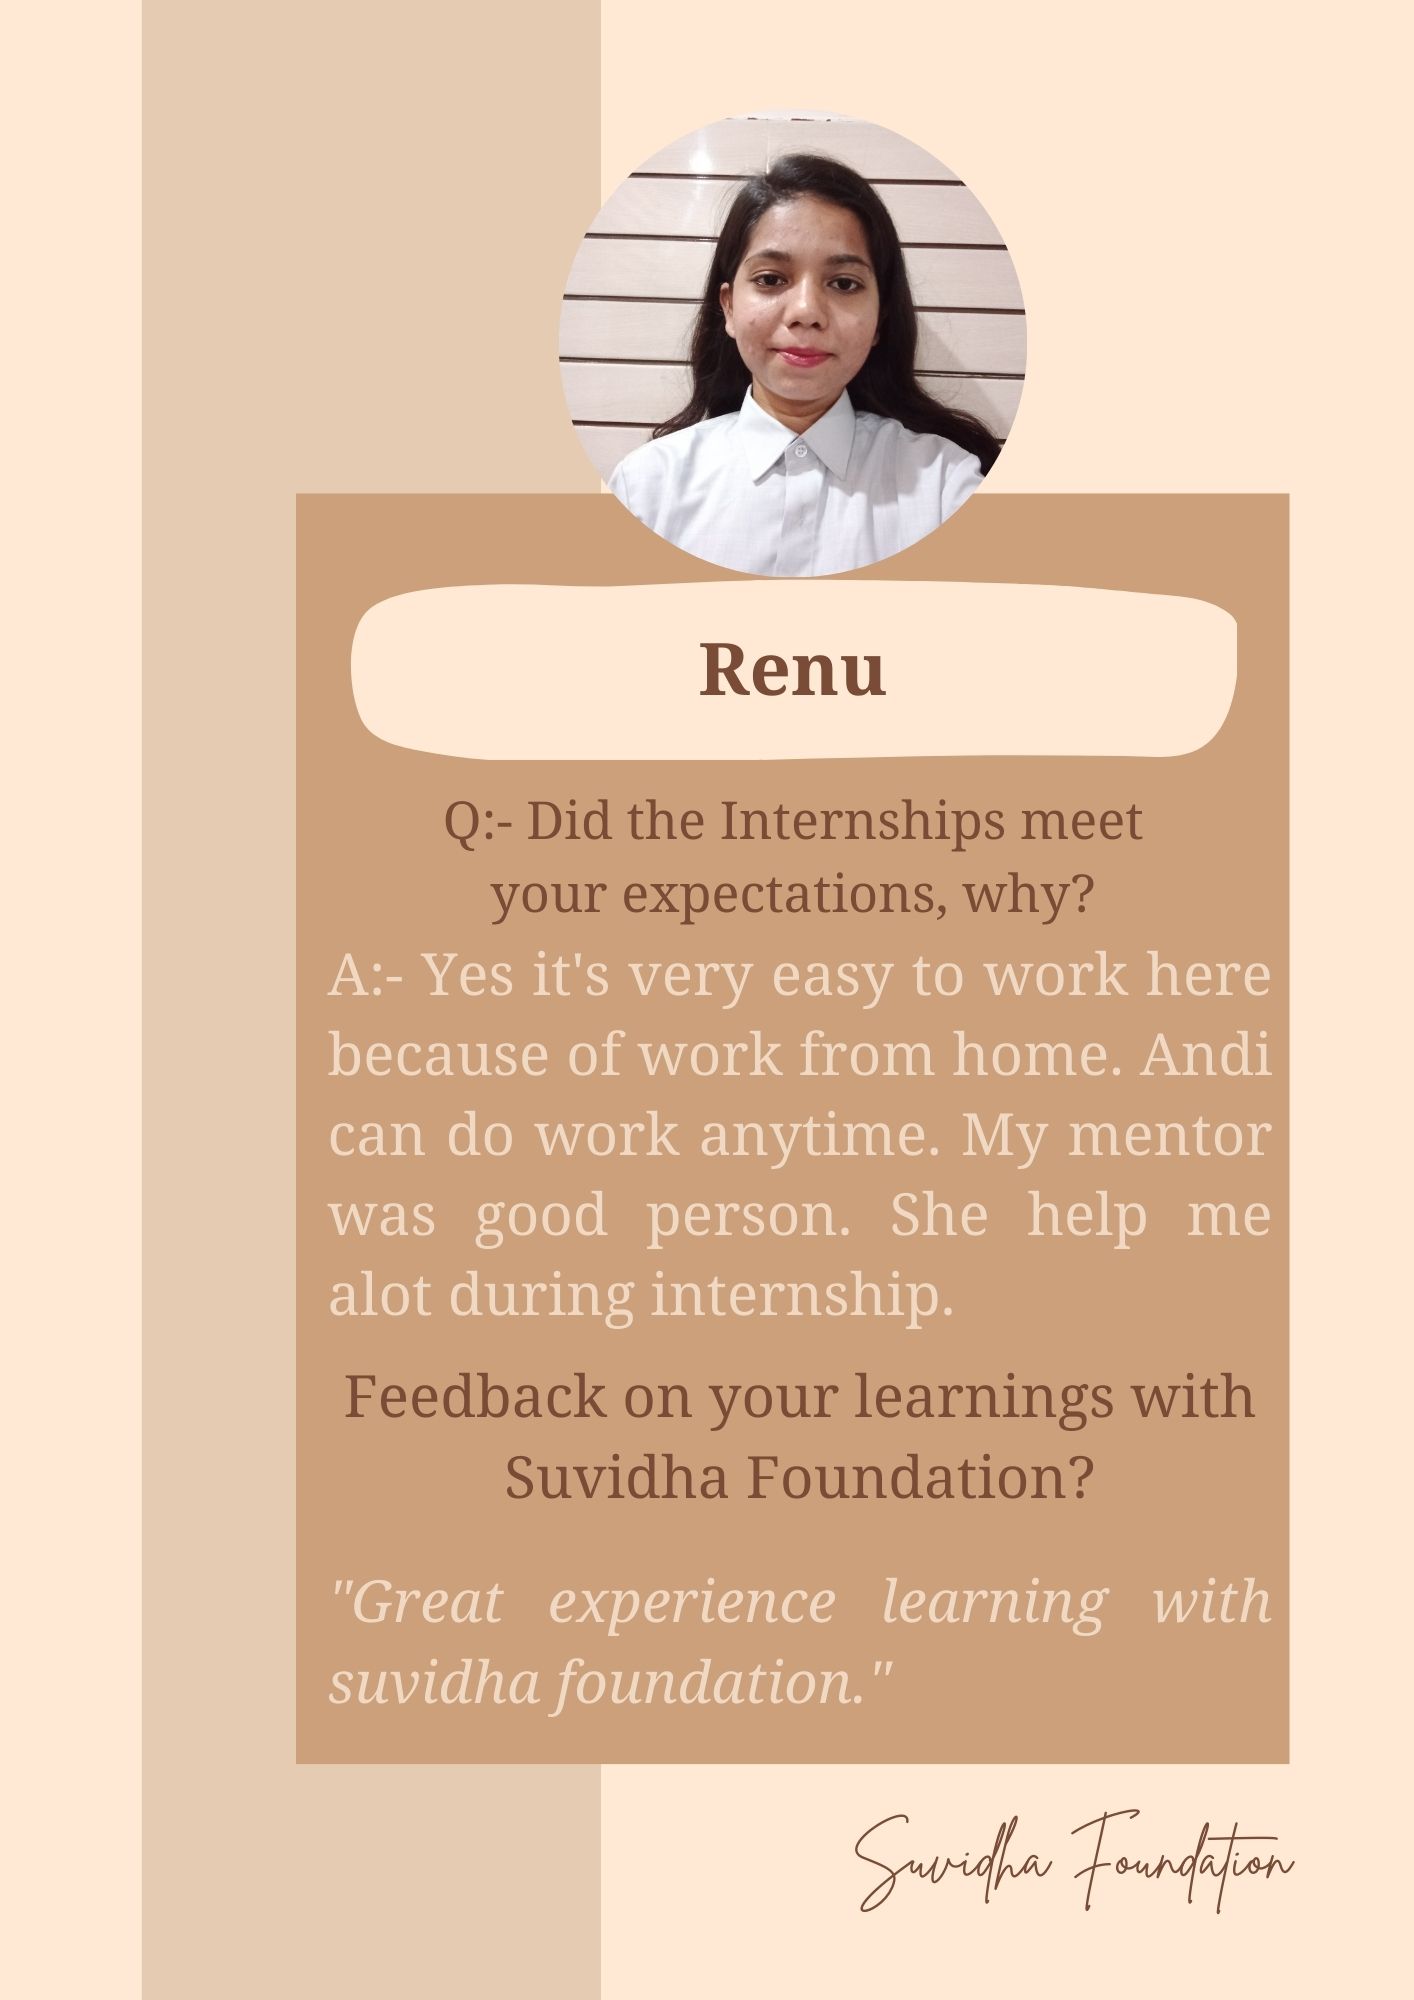 Renu
Q:- Did the Internships meet
your expectations, why?
A:- Yes it's very easy to work here
because of work from home. Andi
can do work anytime. My mentor
was good person. She help me
alot during internship.
Feedback on your learnings with
Suvidha Foundation?
"Great experience learning with
suvidha foundation."
Suvidha Foundation